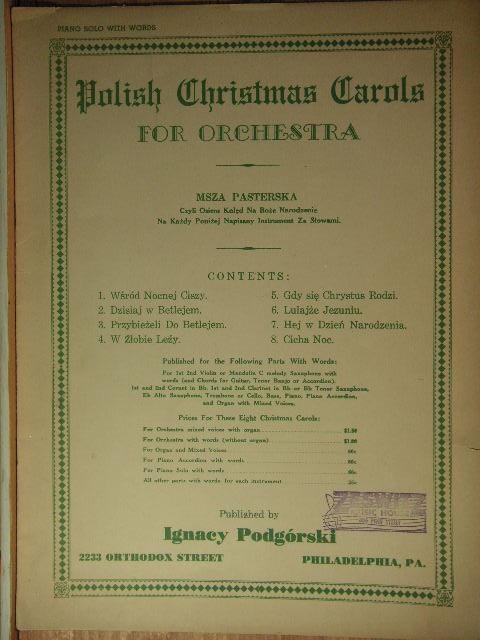 PIANO SOLO WITH WORDS
Polish Christmas Carols
FOR ORCHESTRA
MSZA PASTERSKA
Czyli Osiem Kolęd Na Boże Narodzenie
Na Każdy Poniżej Napisany Instrument Za Słowami.
CONTENTS:
1. Wśród Nocnej Ciszy.
2. Dzisiaj w Betlejem.
3. Przybieżeli Do Betlejem.
4. W Żłobie Leży.
5. Gdy się Chrystus Rodzi.
6. Lulajże Jezuniu.
7. Hej w Dzień Narodzenia.
8. Cicha Noc.
Published for the Following Parts With Words:
For 1st 2nd Violin or Mandolin C melody Saxophone with
words (and Chords for Guitar, Tenor Banjo or Accordion).
1st and 2nd Cornet in Bb. 1st and 2nd Clarinet in Bb or Bb Tenor Saxophone,
Eb Alto Saxophone, Trombone or Cello, Bass, Piano, Piano Accordion,
and Organ with Mixed Voices.
Prices For These Eight Christmas Carols:
For Orchestra mixed voices with organ
For Orchestra with words (without organ) $1.00
For Organ and Mixed Voices
For Piano Accordion with words
For Piano Solo with words
All other parts with words for each instrument
MUSIC HOUSE
Published by
Ignacy Podgórski
2233 ORTHODOX STREET PHILADELPHIA, PA.